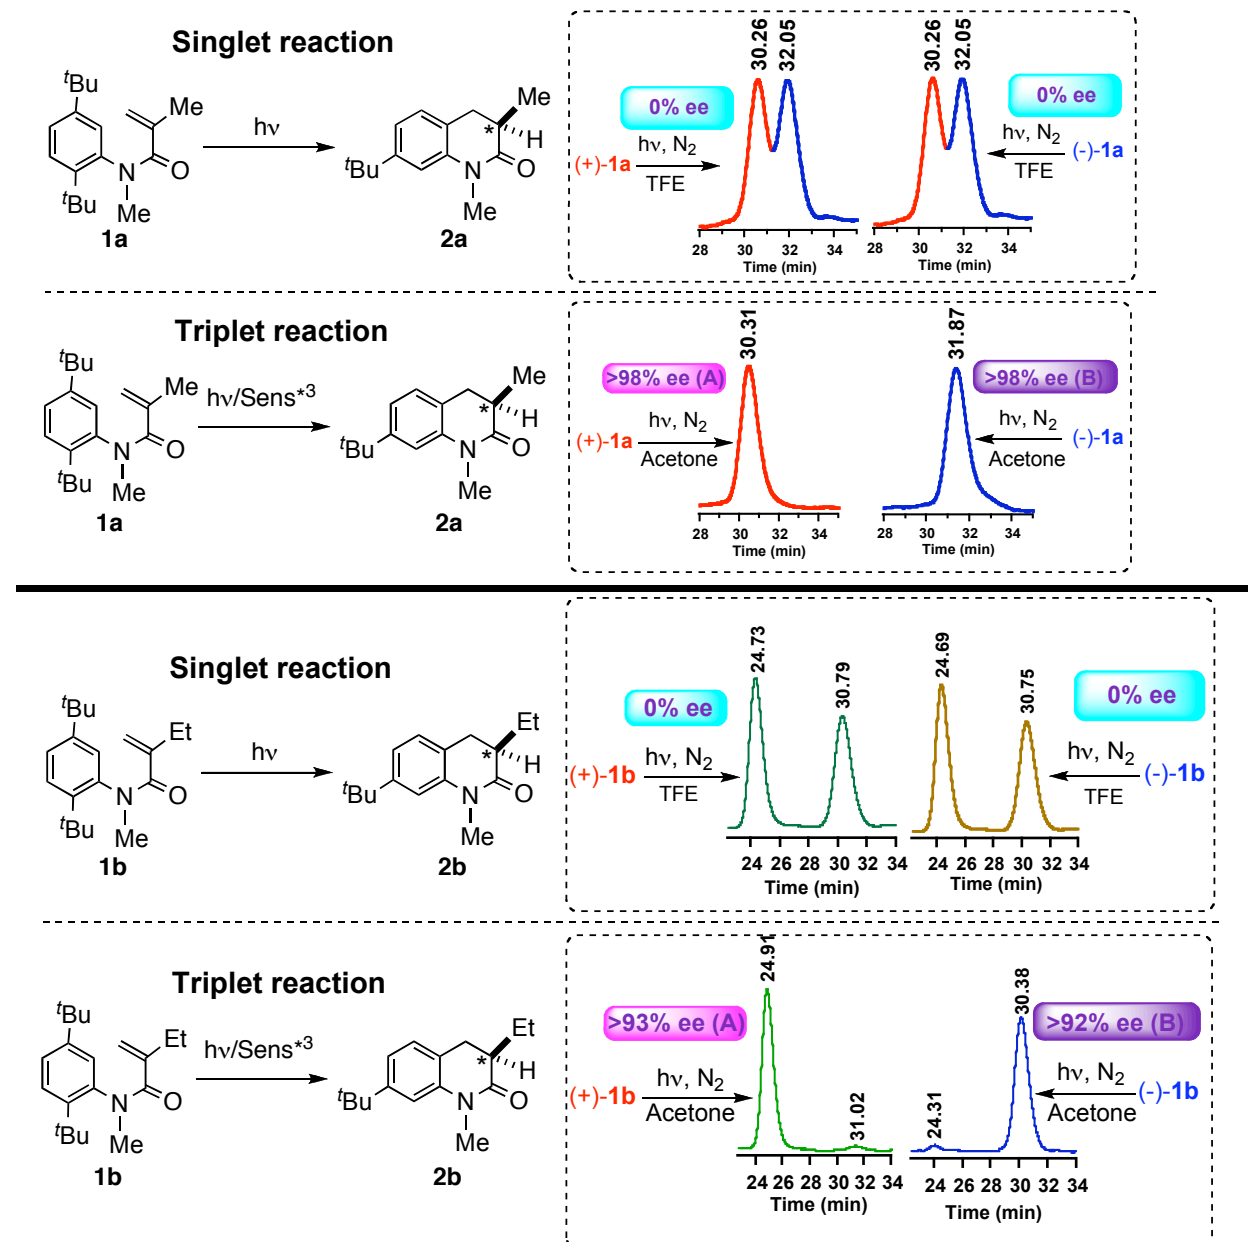 Singlet reaction
tBu
Me
N
O
tBu
Me
1a
hν
Me
*
H
tBu
N
O
Me
2a
30.26
32.05
0% ee
(+)-1a
hν, N2
TFE
28 30 32 34
Time (min)
30.26
32.05
0% ee
hν, N2
(-)-1a
TFE
28 30 32 34
Time (min)
Triplet reaction
tBu
Me
N
O
tBu
Me
1a
hν/Sens*3
Me
*
H
tBu
N
O
Me
2a
30.31
>98% ee (A)
(+)-1a
hν, N2
Acetone
28 30 32 34
Time (min)
31.87
>98% ee (B)
hν, N2
(-)-1a
Acetone
28 30 32 34
Time (min)
Singlet reaction
tBu
Et
N
O
tBu
Me
1b
hν
Et
*
H
tBu
N
O
Me
2b
24.73
30.79
0% ee
(+)-1b
hν, N2
TFE
24 26 28 30 32 34
Time (min)
24.69
30.75
0% ee
hν, N2
(-)-1b
TFE
24 26 28 30 32 34
Time (min)
Triplet reaction
tBu
Et
N
O
tBu
Me
1b
hν/Sens*3
Et
*
H
tBu
N
O
Me
2b
24.91
31.02
>93% ee (A)
(+)-1b
hν, N2
Acetone
24 26 28 30 32 34
Time (min)
24.31
30.38
>92% ee (B)
hν, N2
(-)-1b
Acetone
24 26 28 30 32 34
Time (min)